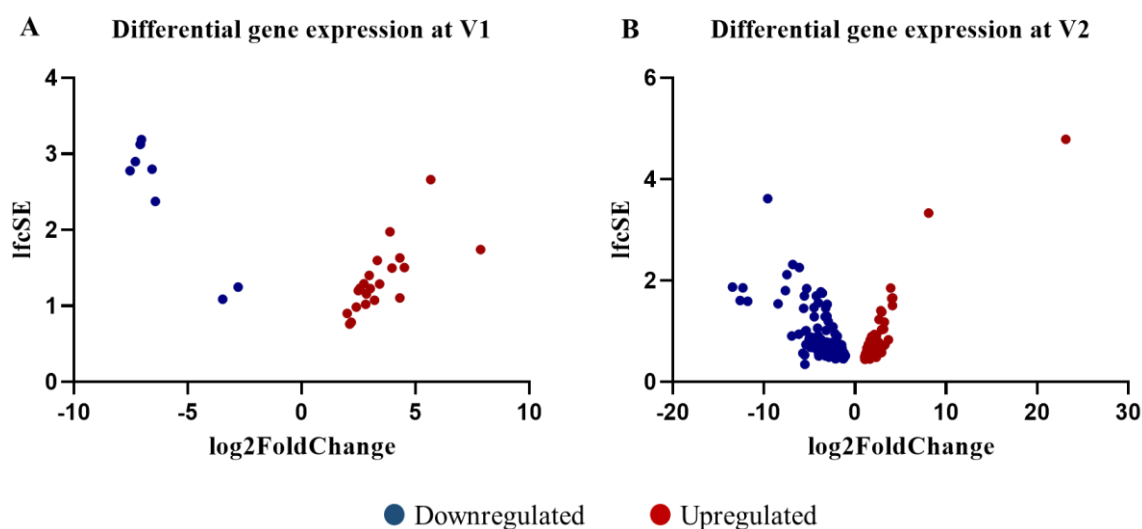 A Differential gene expression at V1
4
3
2
1
0
lfcSE
-10 -5 0 5 10
log2FoldChange
B Differential gene expression at V2
6
4
2
0
lfcSE
-20 -10 0 10 20 30
log2FoldChange
Downregulated Upregulated